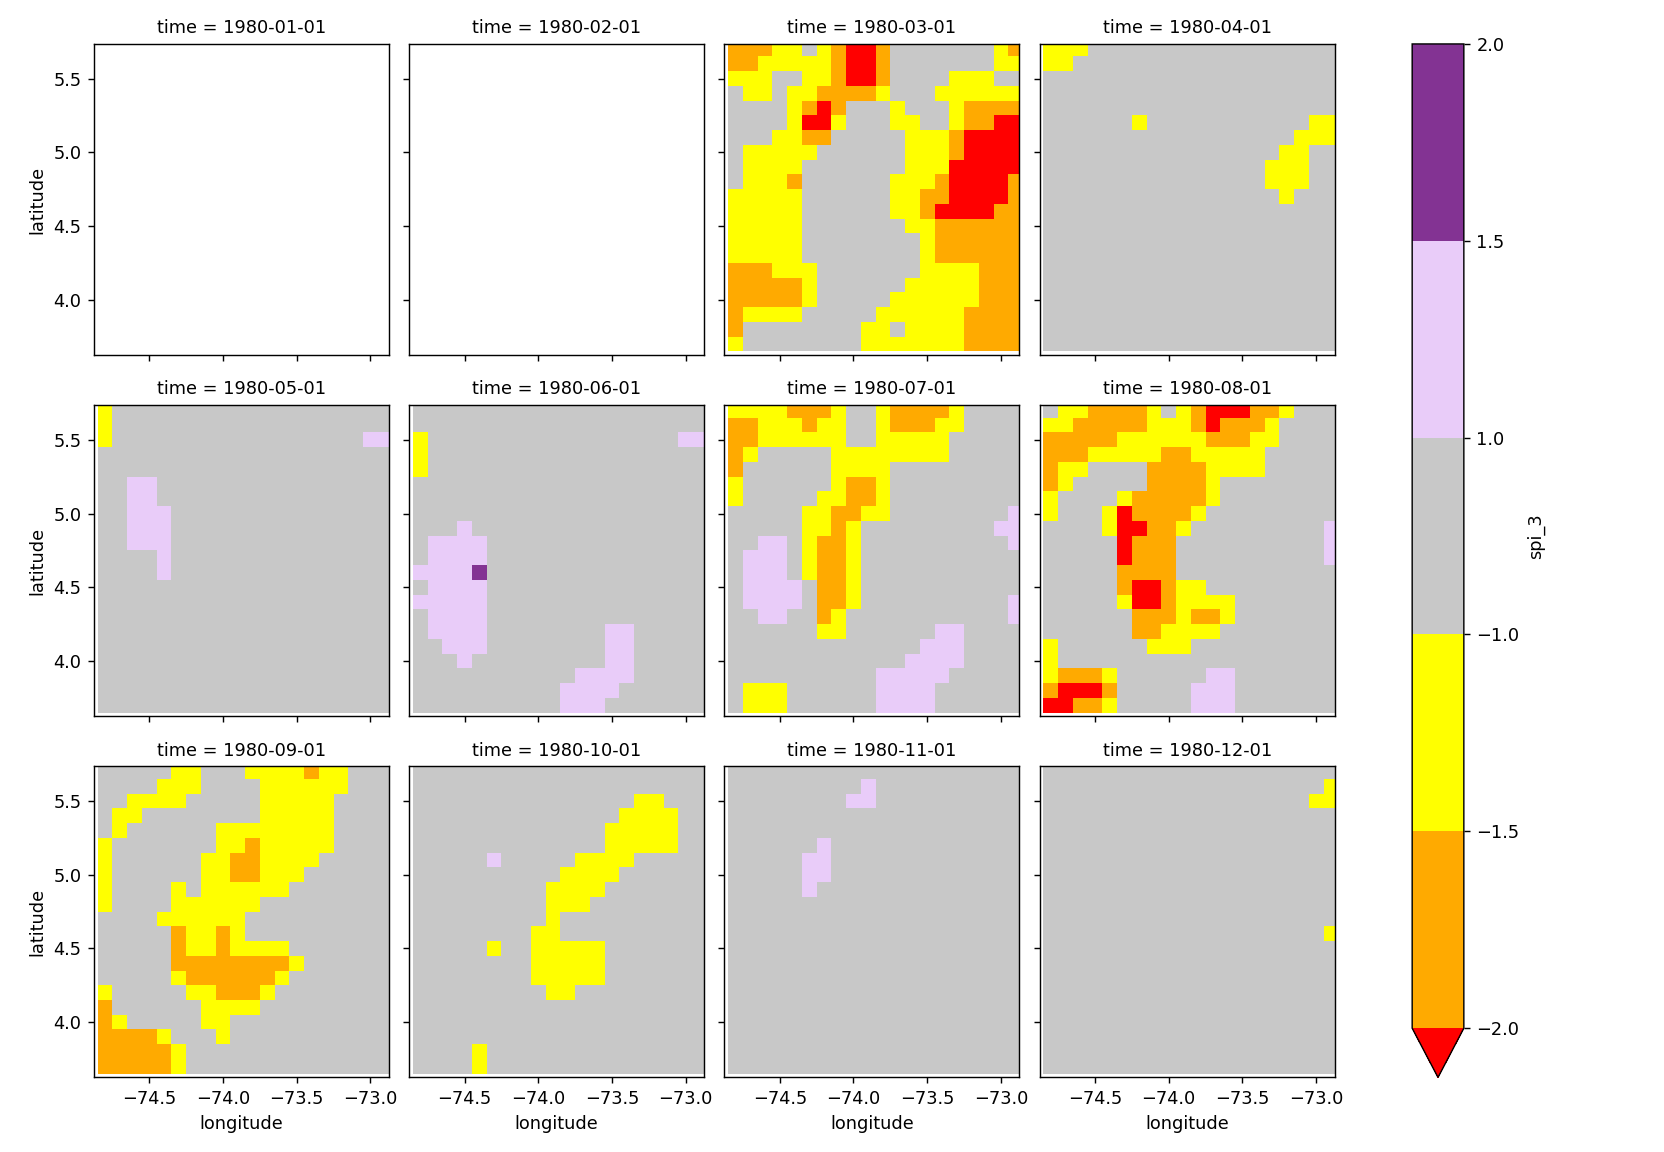 time = 1980-01-01
time = 1980-02-01
time = 1980-03-01
time = 1980-04-01
latitude
5.5
5.0
4.5
4.0
time = 1980-05-01
time = 1980-06-01
time = 1980-07-01
time = 1980-08-01
latitude
5.5
5.0
4.5
4.0
time = 1980-09-01
time = 1980-10-01
time = 1980-11-01
time = 1980-12-01
latitude
5.5
5.0
4.5
4.0
−74.5 −74.0 −73.5 −73.0
−74.5 −74.0 −73.5 −73.0
−74.5 −74.0 −73.5 −73.0
−74.5 −74.0 −73.5 −73.0
longitude
longitude
longitude
longitude
2.0
1.5
1.0
−1.0
−1.5
−2.0
spi_3